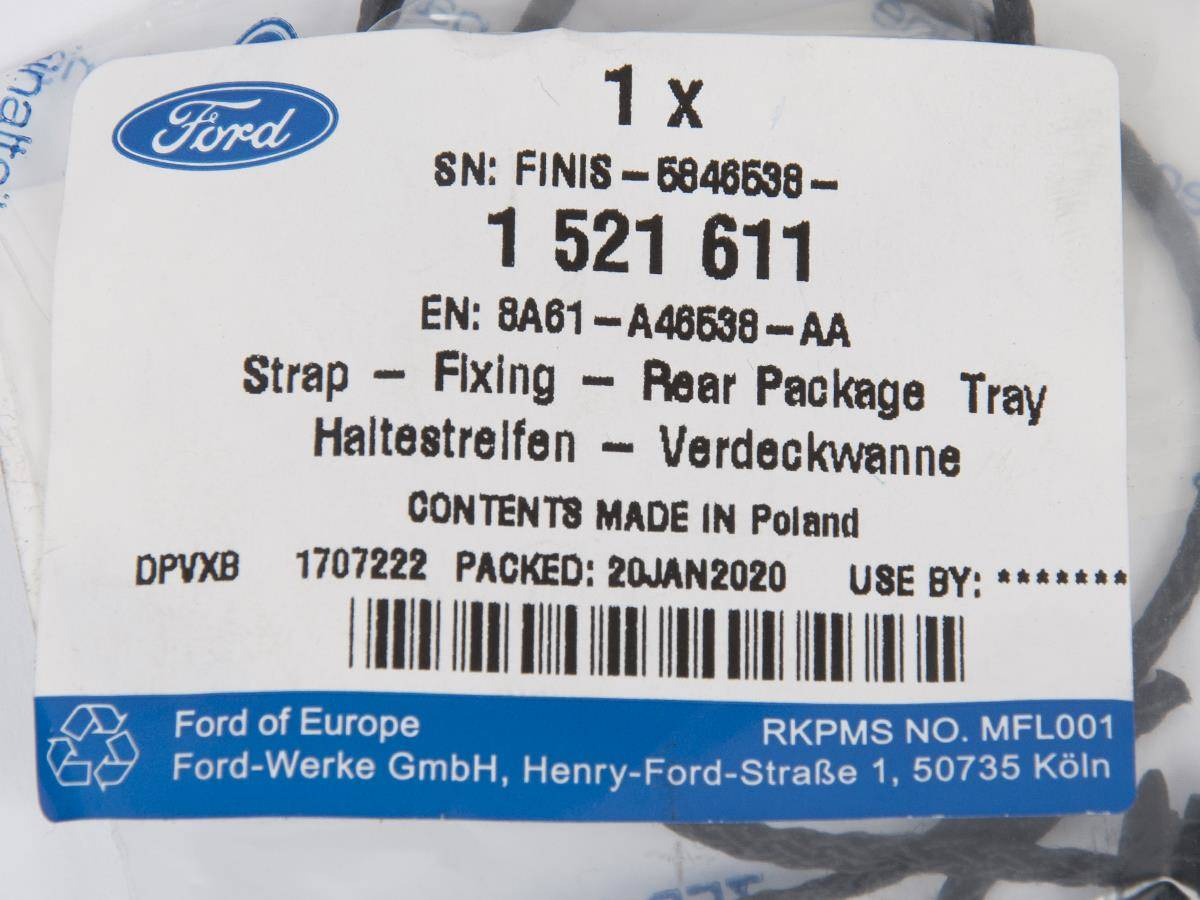 Ford
1 x
SN: FINIS-5846538-
1 521 611
EN: 8A61-A46538-AA
Strap - Fixing - Rear Package Tray
Haltestreifen - Verdeckwanne
CONTENTS MADE IN Poland
DPVXB 1707222 PACKED: 20JAN2020 USE BY: *******
Ford of Europe RKPMS NO. MFL001
Ford-Werke GmbH, Henry-Ford-Straße 1, 50735 Köln